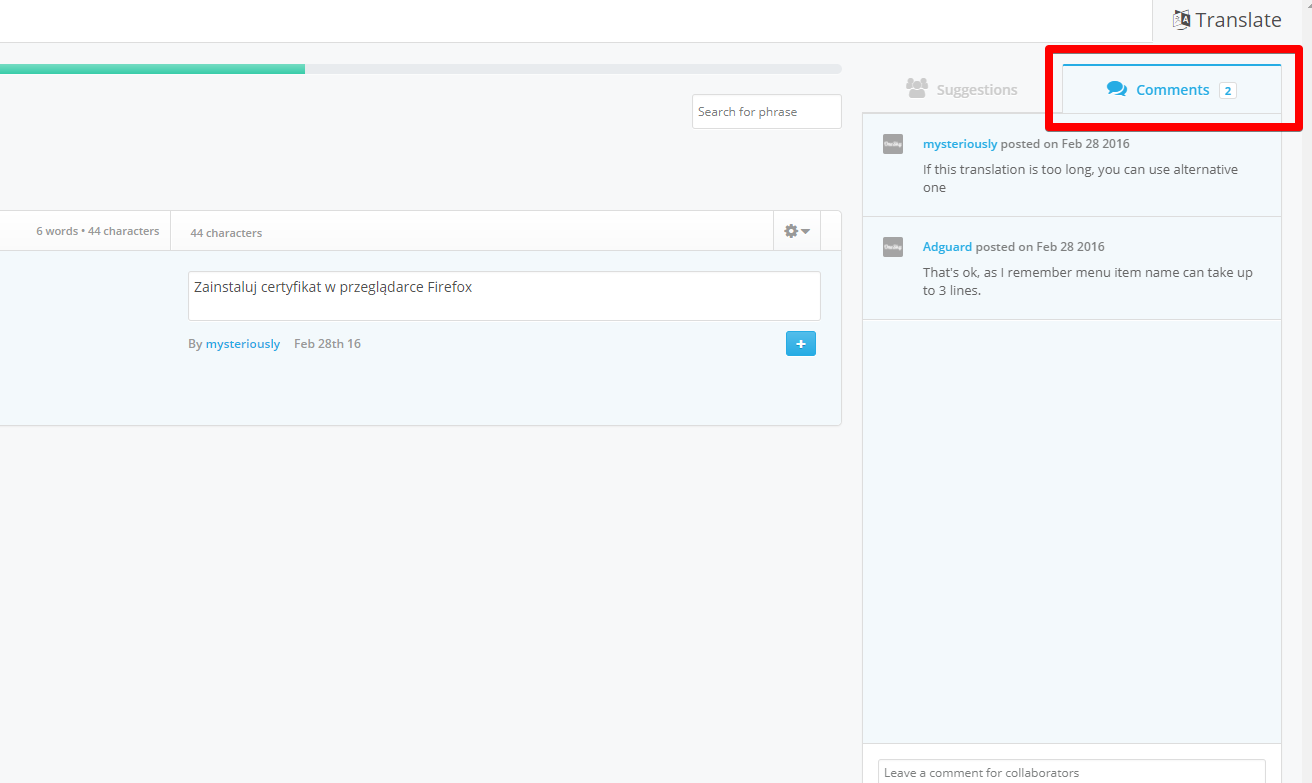 Translate
Suggestions
Comments 2
Search for phrase
mysteriously posted on Feb 28 2016
If this translation is too long, you can use alternative
one
6 words • 44 characters
44 characters
Adguard posted on Feb 28 2016
That's ok, as I remember menu item name can take up
to 3 lines.
Zainstaluj certyfikat w przeglądarce Firefox
By mysteriously Feb 28th 16
+
Leave a comment for collaborators